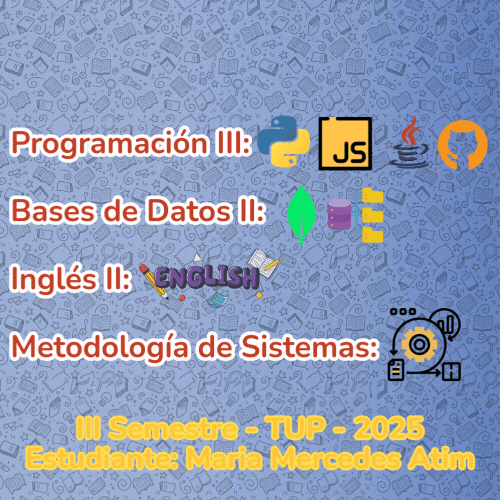 Programación III: JS
Bases de Datos II:
Inglés II: ENGLISH
Metodología de Sistemas:
III Semestre - TUP - 2025
Estudiante: Maria Mercedes Atim